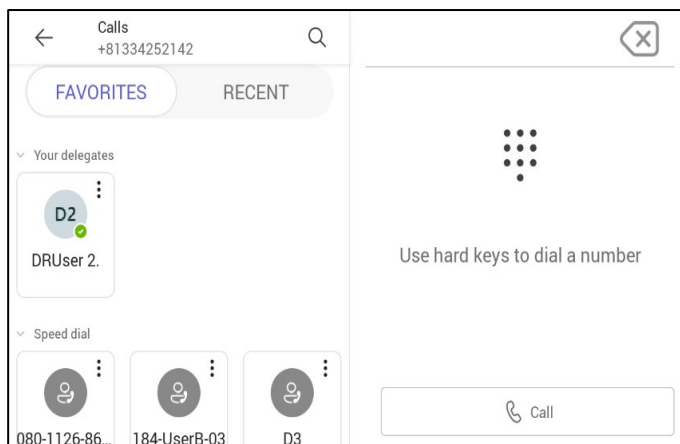 Calls
+81334252142
FAVORITES RECENT
Your delegates
D2
DRUser 2.
Speed dial
080-1126-86... 184-UserB-03 D3
Use hard keys to dial a number
Call